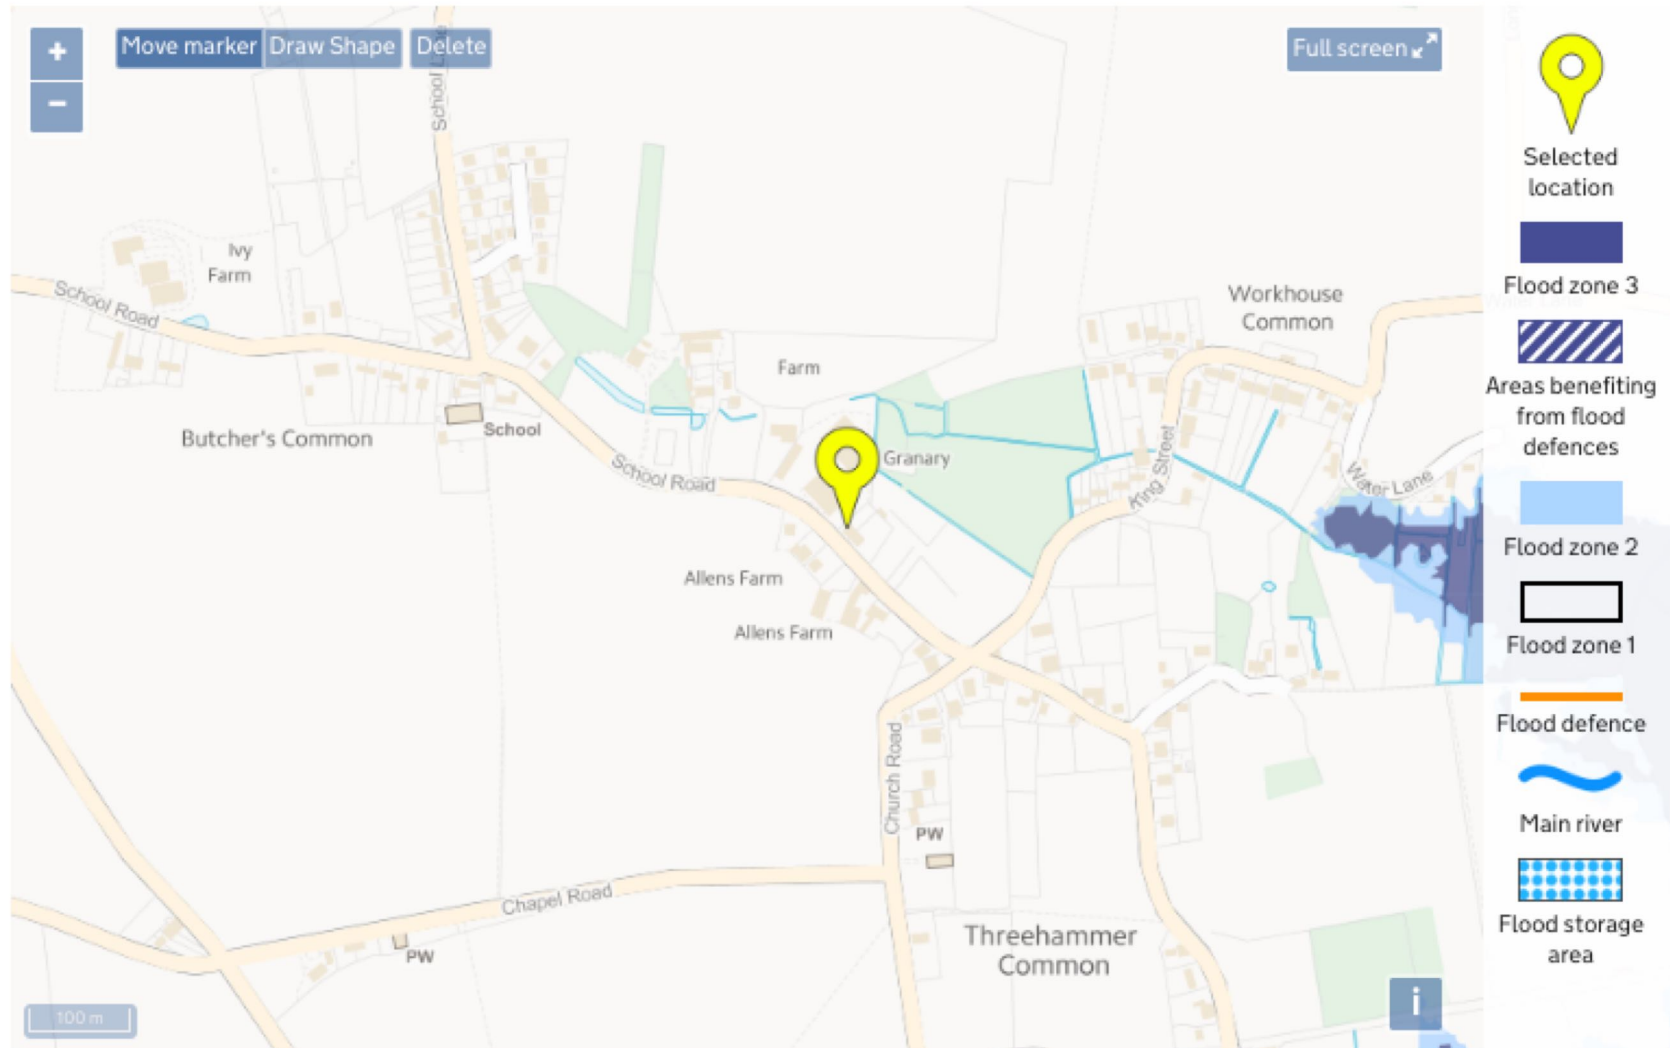 +
−
Move marker
Draw Shape
Delete
Full screen
School Lane
Ivy
Farm
School Road
Butcher's Common
School
School Road
Farm
Granary
Workhouse
Common
King Street
Water Lane
Allens Farm
Allens Farm
Church Road
PW
Chapel Road
PW
Threehammer
Common
100 m
i
Selected
location
Flood zone 3
Areas benefiting
from flood
defences
Flood zone 2
Flood zone 1
Flood defence
Main river
Flood storage
area